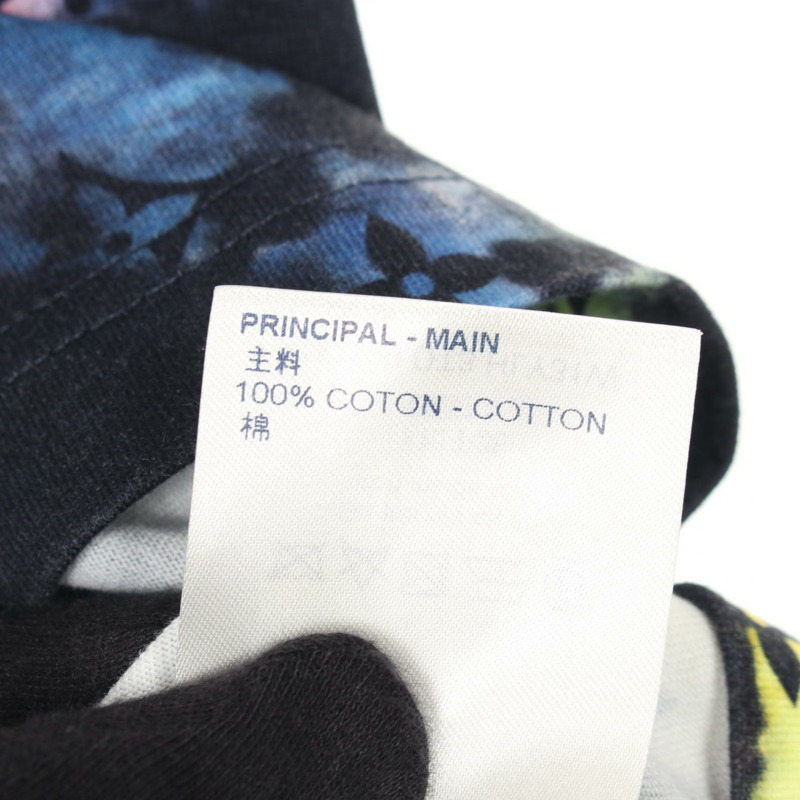 PRINCIPAL - MAIN
主料
100% COTON - COTTON
棉